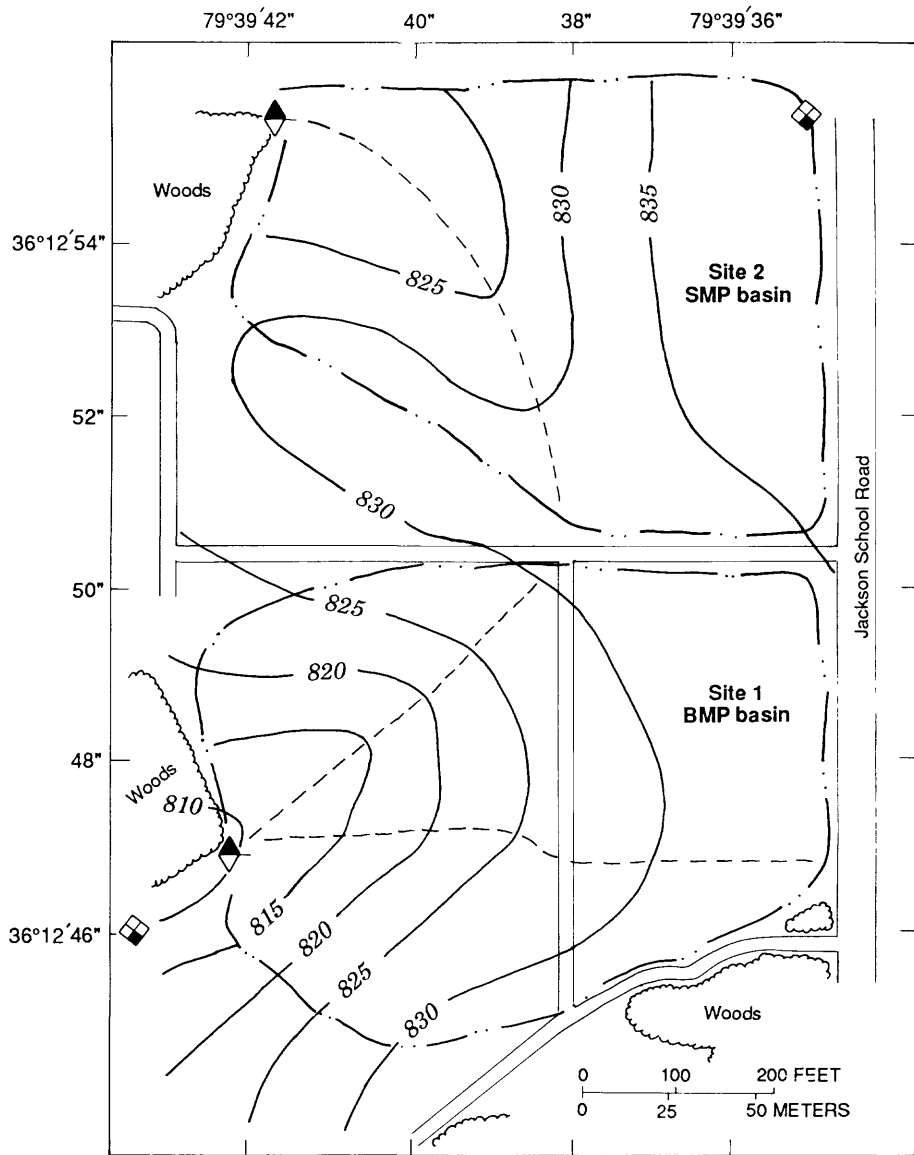 79°39′42″ 40″ 38″ 79°39′36″
Woods
830
835
36°12′54″
825
Site 2
SMP basin
52″
830
Jackson School Road
50″
825
820
Site 1
BMP basin
48″
Woods
810
815
36°12′46″
820
825
830
Woods
0 100 200 FEET
0 25 50 METERS